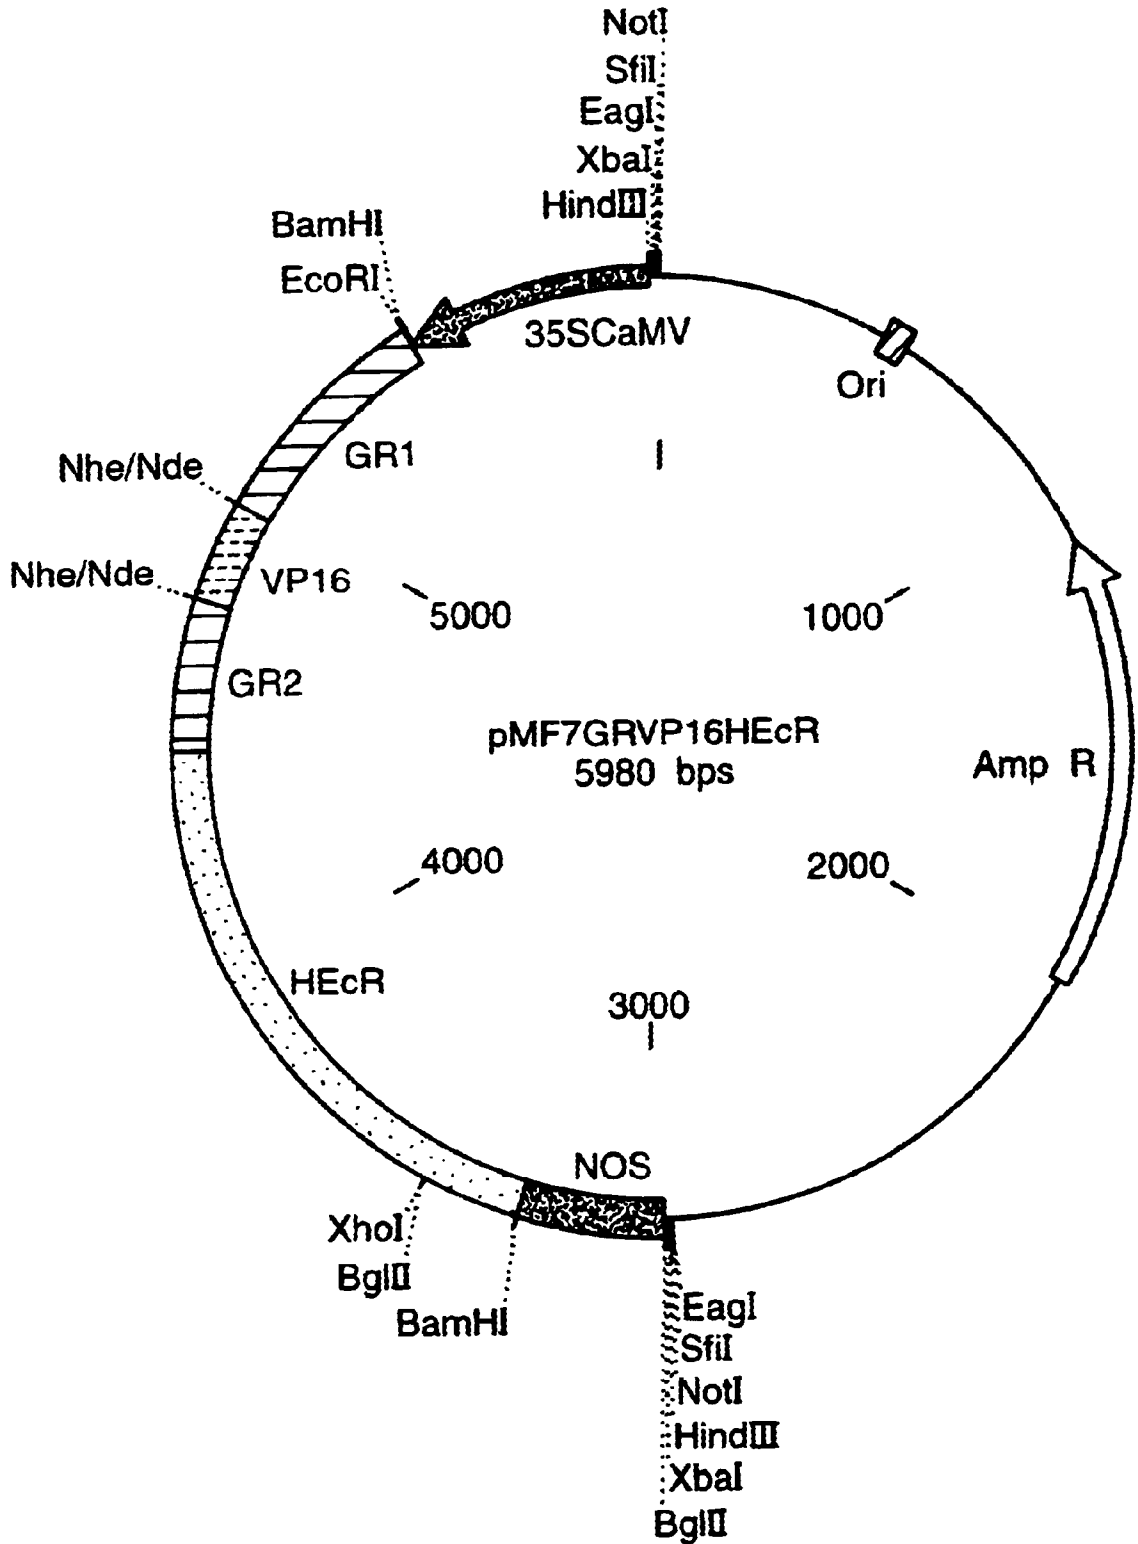 NotI
SfiI
EagI
XbaI
HindIII
BamHI
EcoRI
35SCaMV
Ori
GR1
Nhe/Nde
Nhe/Nde
VP16
5000
1000
GR2
pMF7GRVP16HEcR
5980 bps
Amp R
4000
2000
HEcR
3000
NOS
XhoI
BglII
BamHI
EagI
SfiI
NotI
HindIII
XbaI
BglII